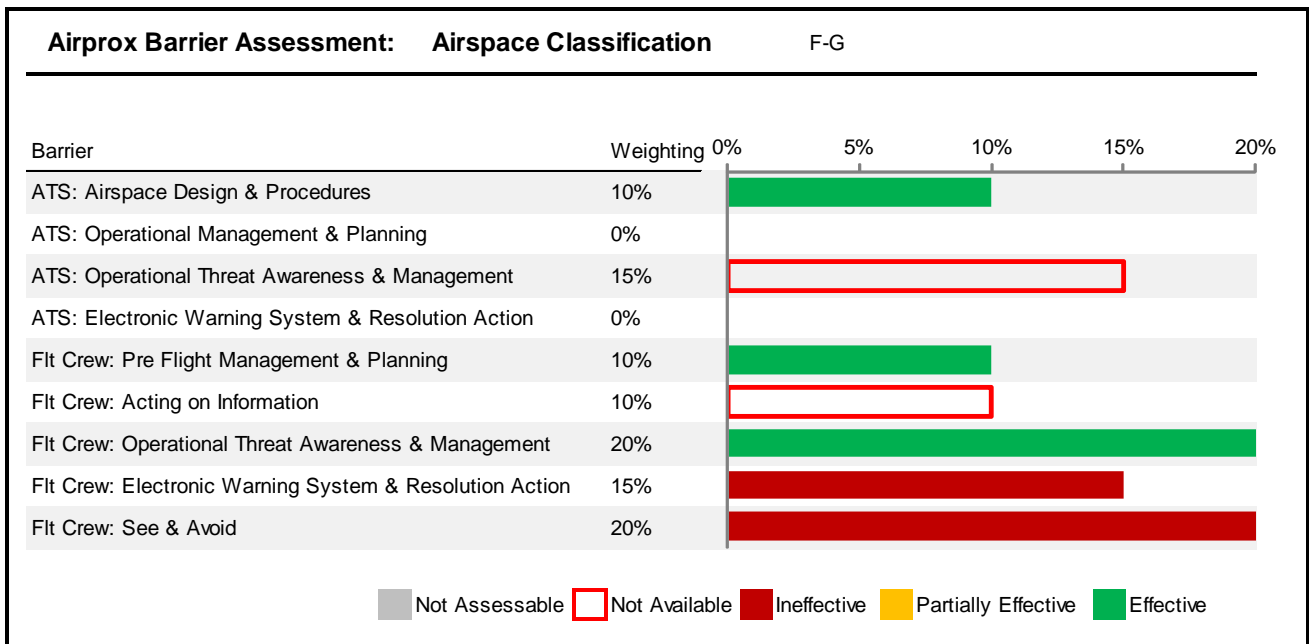 Airprox Barrier Assessment: Airspace Classification F-G
Barrier Weighting 0% 5% 10% 15% 20%
ATS: Airspace Design & Procedures 10%
ATS: Operational Management & Planning 0%
ATS: Operational Threat Awareness & Management 15%
ATS: Electronic Warning System & Resolution Action 0%
Flt Crew: Pre Flight Management & Planning 10%
Flt Crew: Acting on Information 10%
Flt Crew: Operational Threat Awareness & Management 20%
Flt Crew: Electronic Warning System & Resolution Action 15%
Flt Crew: See & Avoid 20%
Not Assessable Not Available Ineffective Partially Effective Effective